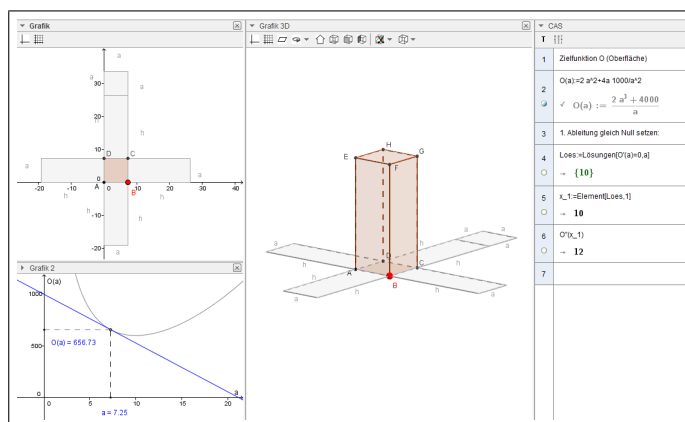 Grafik
Grafik 3D
CAS
T
a
a
a
30
a
a
20
h
h
10
D
C
a
a
A
B
-20
-10
0
0
10
20
30
40
h
h
h
h
-10
-20
a
Grafik 2
O(a)
1000
O(a) = 656.73
500
a
0
0
5
10
15
20
a = 7.25
H
E
G
F
a
a
a
a
a
h
h
D
A
C
B
h
h
a
a
a
1 Zielfunktion O (Oberfläche)
2 O(a):=2 a^2+4a 1000/a^2
✓ O(a) := (2 a³ + 4000) / a
3 1. Ableitung gleich Null setzen:
4 Loes:=Lösungen[O'(a)=0,a]
→ {10}
5 x_1:=Element[Loes,1]
→ 10
6 O''(x_1)
→ 12
7